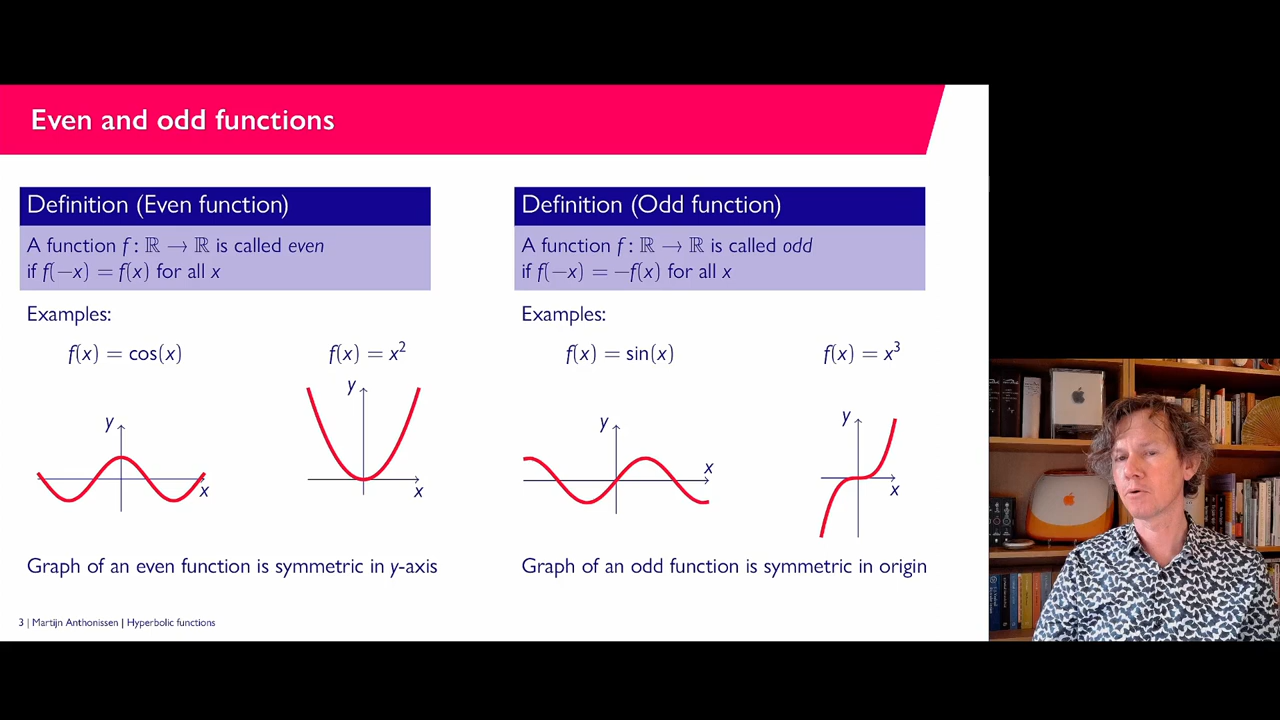 Even and odd functions
Definition (Even function)
A function f : ℝ → ℝ is called even
if f(−x) = f(x) for all x
Examples:
f(x) = cos(x)
f(x) = x²
y
x
y
x
Graph of an even function is symmetric in y-axis
Definition (Odd function)
A function f : ℝ → ℝ is called odd
if f(−x) = −f(x) for all x
Examples:
f(x) = sin(x)
f(x) = x³
y
x
y
x
Graph of an odd function is symmetric in origin
3 | Martijn Anthonissen | Hyperbolic functions